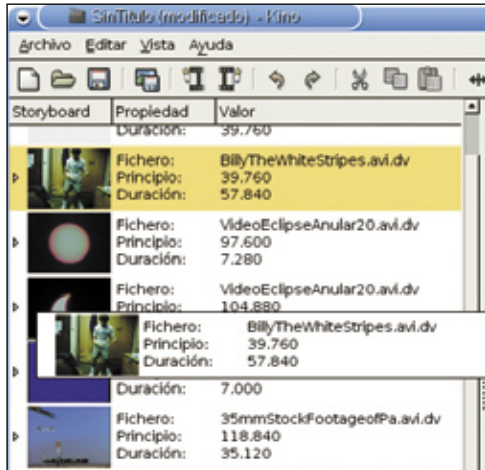 SinTitulo (modificado) - Kino
Archivo Editar Vista Ayuda
Storyboard Propiedad Valor
Duración: 39.760
Fichero: BillyTheWhiteStripes.avi.dv
Principio: 39.760
Duración: 57.840
Fichero: VideoEclipseAnular20.avi.dv
Principio: 97.600
Duración: 7.280
Fichero: VideoEclipseAnular20.avi.dv
Principio: 104.880
Fichero: BillyTheWhiteStripes.avi.dv
Principio: 39.760
Duración: 57.840
Duración: 7.000
Fichero: 35mmStockFootageofPa.avi.dv
Principio: 118.840
Duración: 35.120